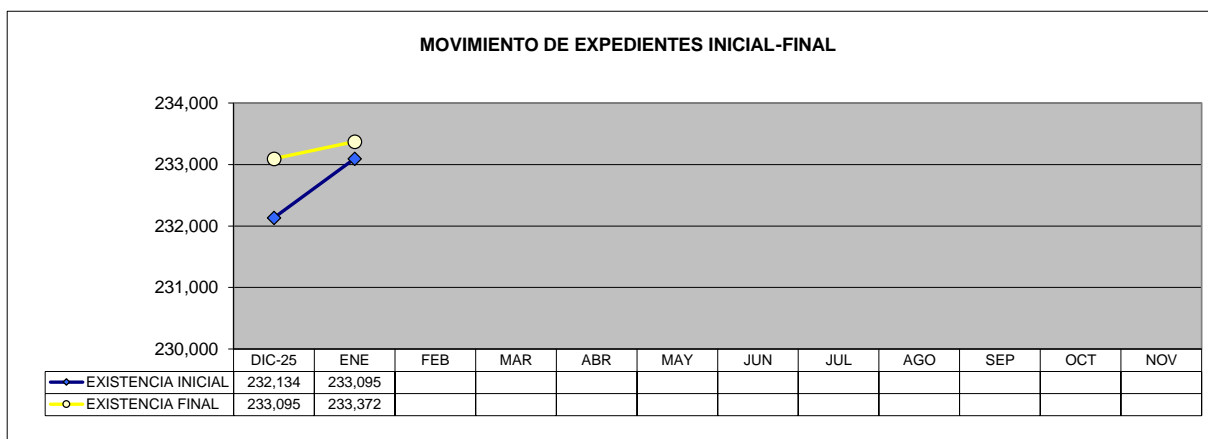 MOVIMIENTO DE EXPEDIENTES INICIAL-FINAL
234,000
233,000
232,000
231,000
230,000
DIC-25 ENE FEB MAR ABR MAY JUN JUL AGO SEP OCT NOV
EXISTENCIA INICIAL 232,134 233,095
EXISTENCIA FINAL 233,095 233,372